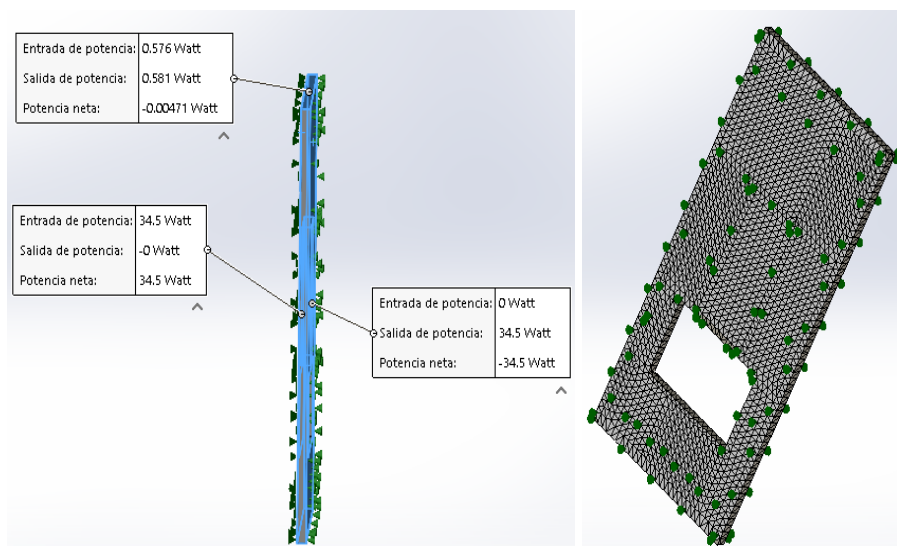 Entrada de potencia: 0.576 Watt
Salida de potencia: 0.581 Watt
Potencia neta: -0.00471 Watt
Entrada de potencia: 34.5 Watt
Salida de potencia: -0 Watt
Potencia neta: 34.5 Watt
Entrada de potencia: 0 Watt
Salida de potencia: 34.5 Watt
Potencia neta: -34.5 Watt